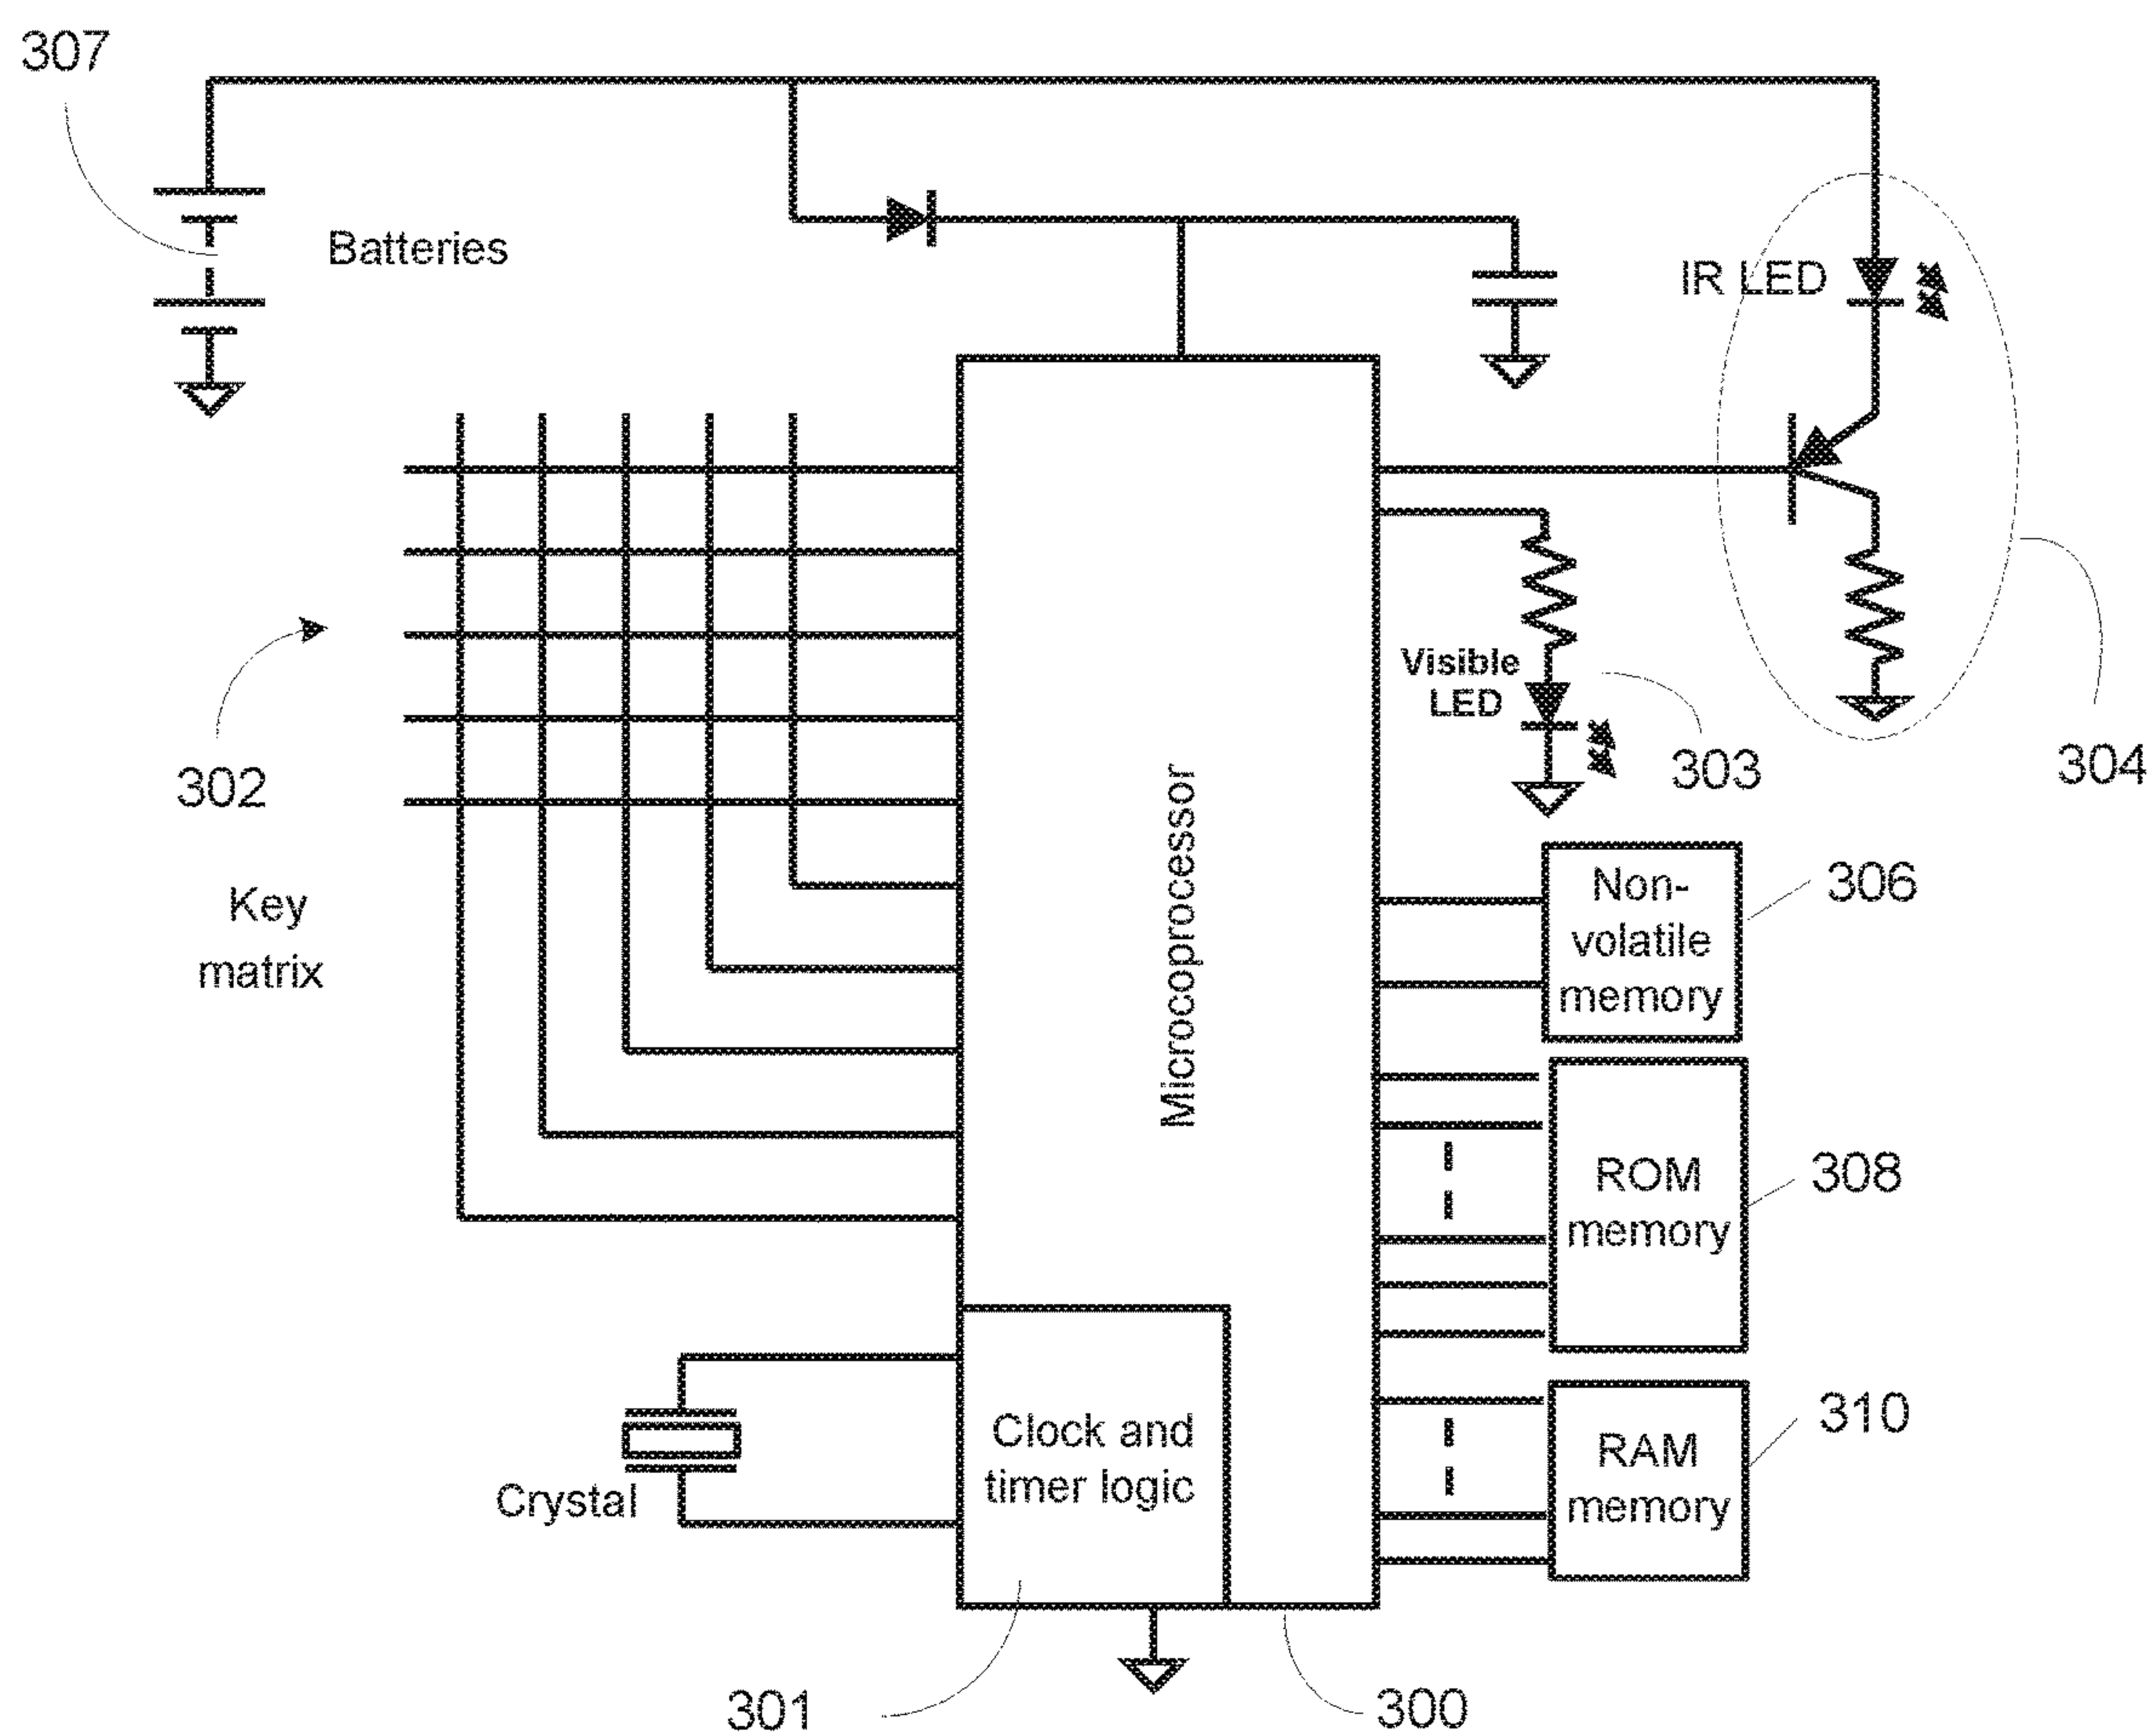 307
Batteries
IR LED
Visible
LED
302
303
304
Key
matrix
Microcoprocessor
Non-
volatile
memory
306
ROM
memory
308
Clock and
timer logic
Crystal
RAM
memory
310
301
300